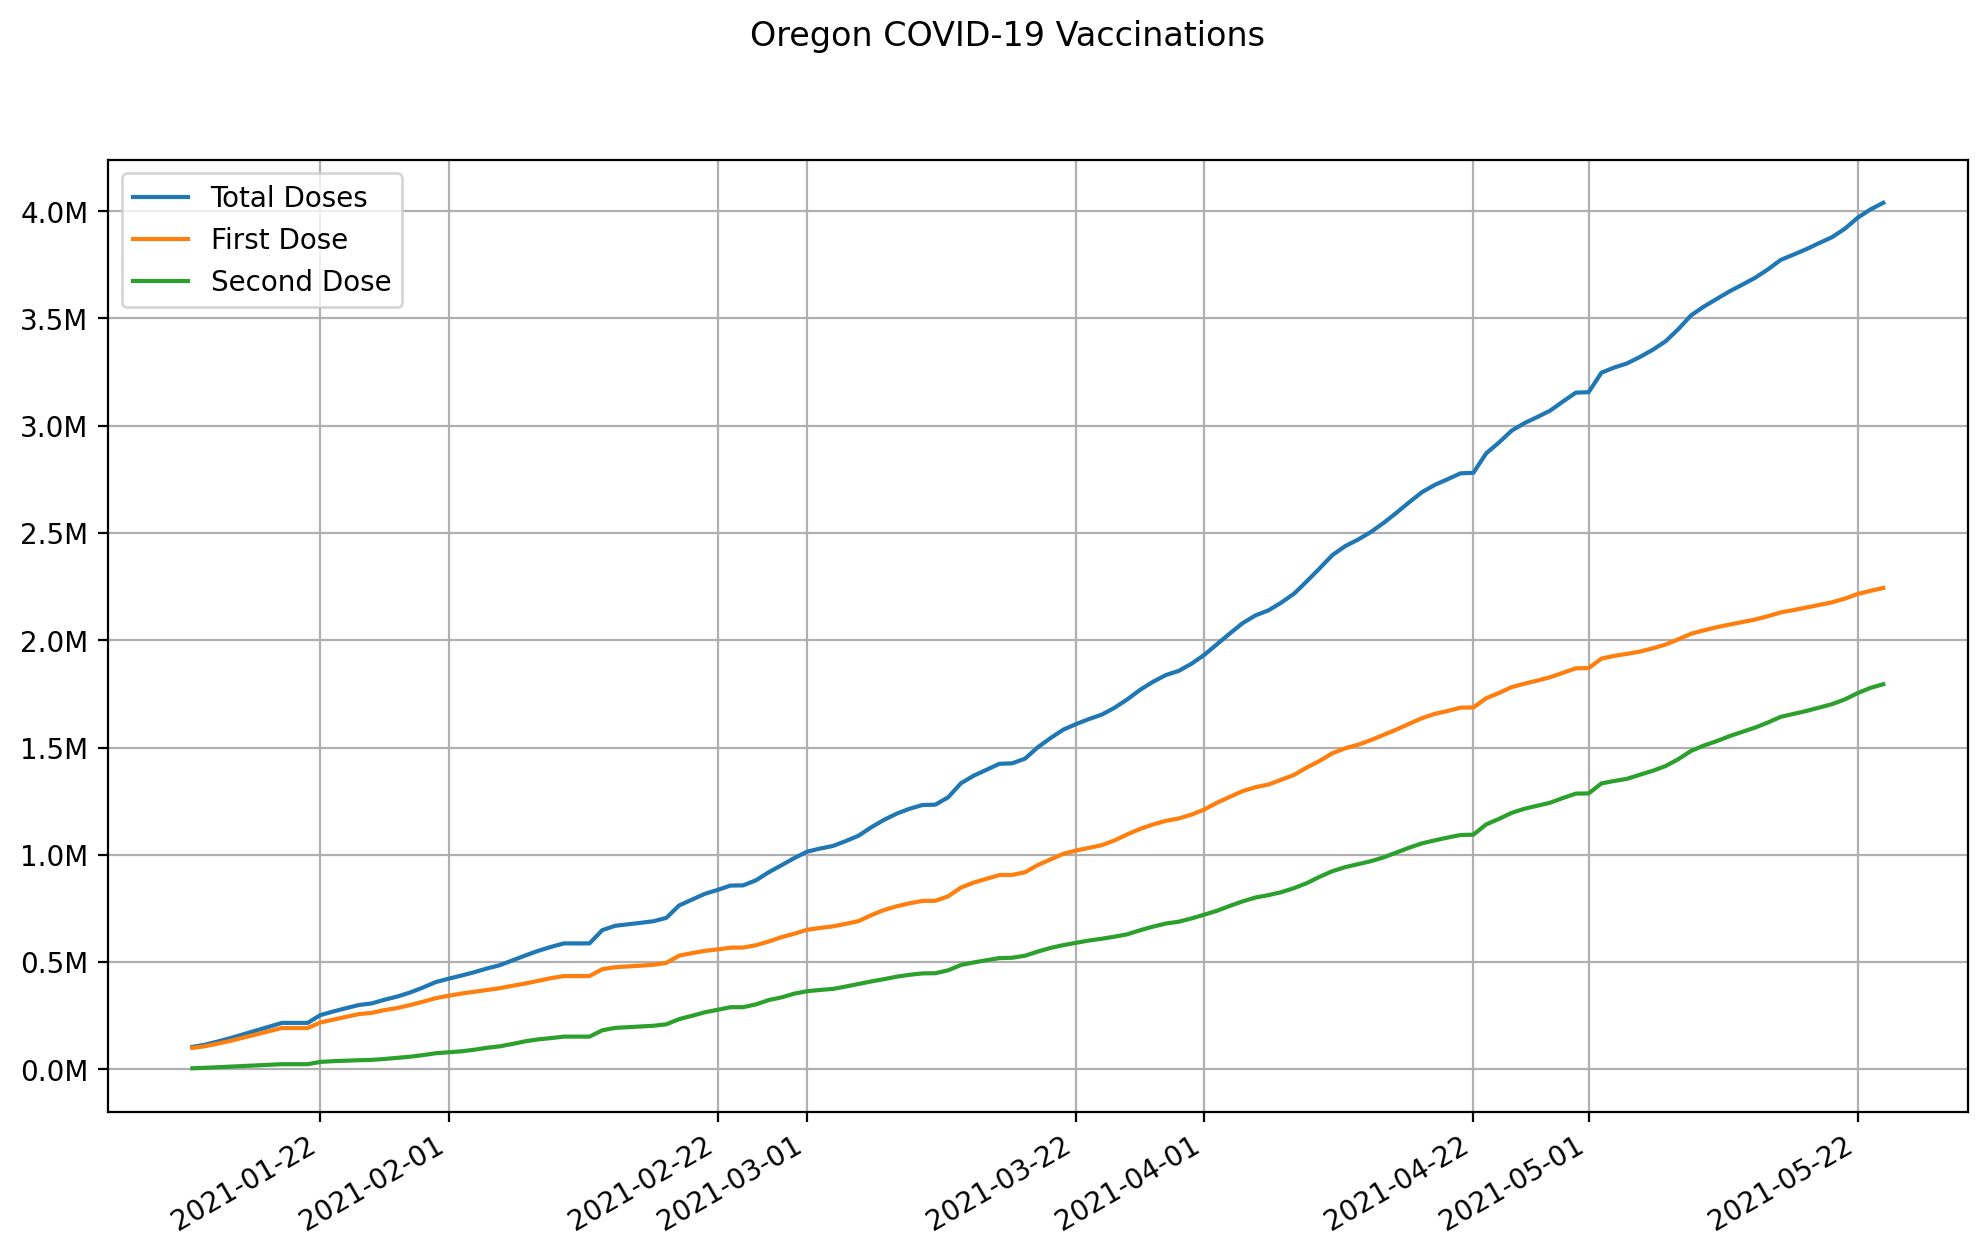 Oregon COVID-19 Vaccinations
Total Doses
First Dose
Second Dose
4.0M
3.5M
3.0M
2.5M
2.0M
1.5M
1.0M
0.5M
0.0M
2021-01-22
2021-02-01
2021-02-22
2021-03-01
2021-03-22
2021-04-01
2021-04-22
2021-05-01
2021-05-22